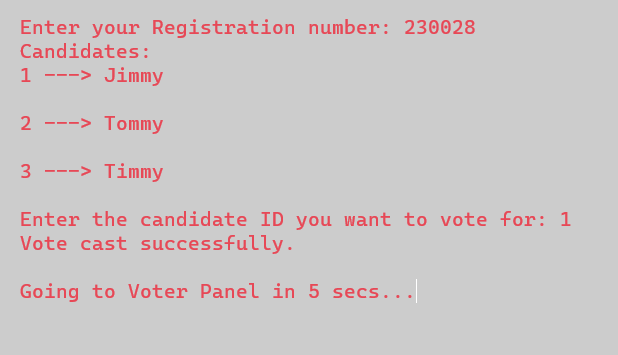 Enter your Registration number: 230028
Candidates:
1 ---> Jimmy
2 ---> Tommy
3 ---> Timmy
Enter the candidate ID you want to vote for: 1
Vote cast successfully.
Going to Voter Panel in 5 secs...